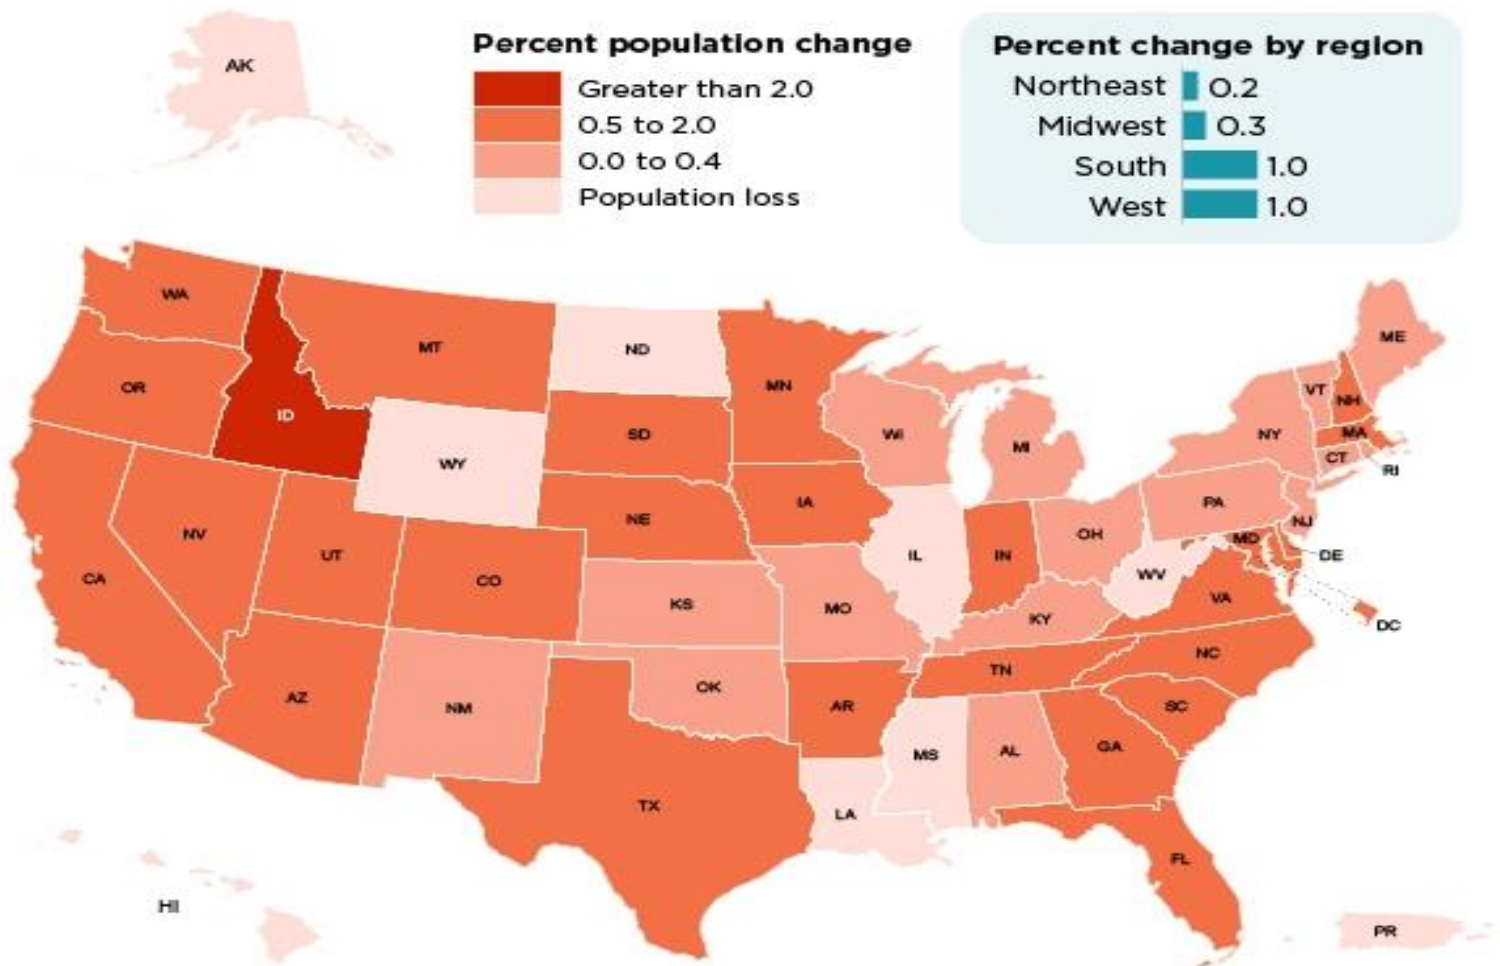 Percent population change
Greater than 2.0
0.5 to 2.0
0.0 to 0.4
Population loss
Percent change by region
Northeast 0.2
Midwest 0.3
South 1.0
West 1.0
AK
WA
MT
ND
MN
ME
OR
ID
SD
WI
MI
VT
NH
NY
MA
CT
RI
WY
IA
NE
PA
NJ
NV
UT
CO
IL
IN
OH
MD
DE
CA
KS
MO
WV
VA
KY
DC
AZ
NM
OK
AR
TN
NC
SC
MS
AL
GA
TX
LA
FL
HI
PR